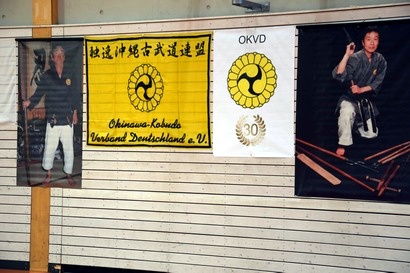 独逸沖縄古武道連盟
Okinawa-Kobudo
Verband Deutschland e.V.
OKVD
30